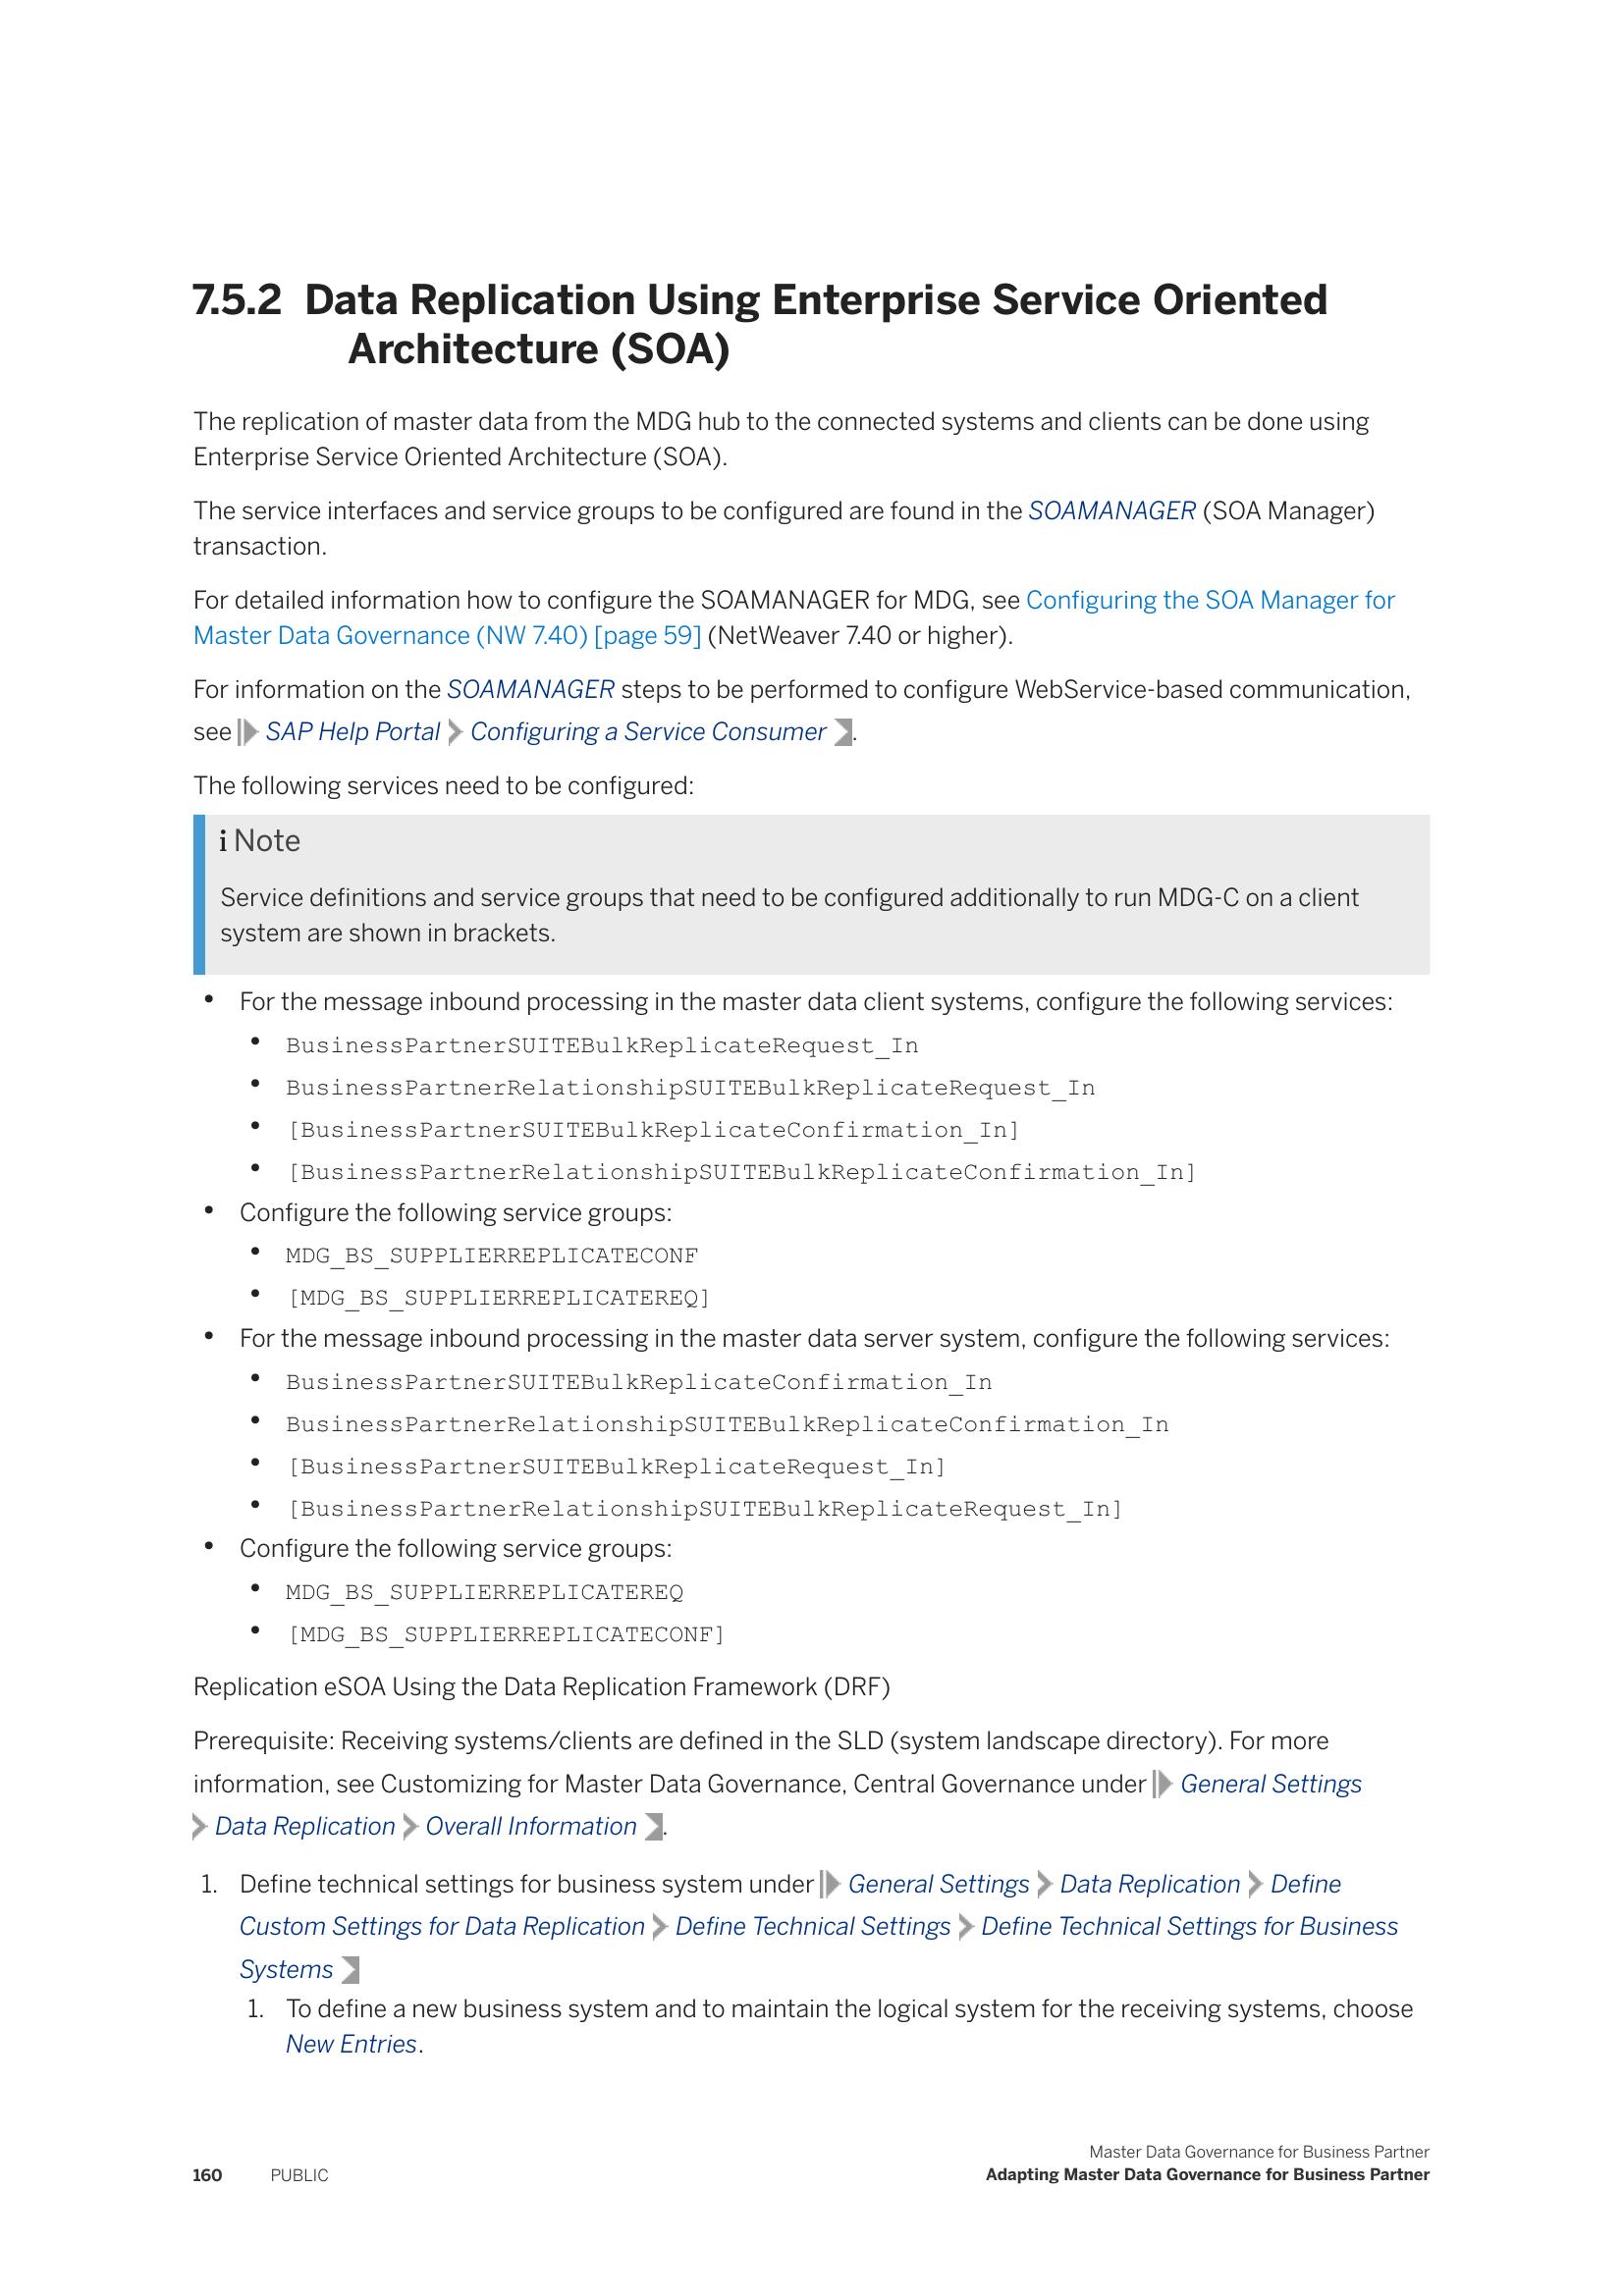 7.5.2 Data Replication Using Enterprise Service Oriented
Architecture (SOA)
The replication of master data from the MDG hub to the connected systems and clients can be done using
Enterprise Service Oriented Architecture (SOA).
The service interfaces and service groups to be configured are found in the SOAMANAGER (SOA Manager)
transaction.
For detailed information how to configure the SOAMANAGER for MDG, see Configuring the SOA Manager for
Master Data Governance (NW 7.40) [page 59] (NetWeaver 7.40 or higher).
For information on the SOAMANAGER steps to be performed to configure WebService-based communication,
see SAP Help Portal Configuring a Service Consumer .
The following services need to be configured:
i Note
Service definitions and service groups that need to be configured additionally to run MDG-C on a client
system are shown in brackets.
• For the message inbound processing in the master data client systems, configure the following services:
• BusinessPartnerSUITEBulkReplicateRequest_In
• BusinessPartnerRelationshipSUITEBulkReplicateRequest_In
• [BusinessPartnerSUITEBulkReplicateConfirmation_In]
• [BusinessPartnerRelationshipSUITEBulkReplicateConfirmation_In]
• Configure the following service groups:
• MDG_BS_SUPPLIERREPLICATECONF
• [MDG_BS_SUPPLIERREPLICATEREQ]
• For the message inbound processing in the master data server system, configure the following services:
• BusinessPartnerSUITEBulkReplicateConfirmation_In
• BusinessPartnerRelationshipSUITEBulkReplicateConfirmation_In
• [BusinessPartnerSUITEBulkReplicateRequest_In]
• [BusinessPartnerRelationshipSUITEBulkReplicateRequest_In]
• Configure the following service groups:
• MDG_BS_SUPPLIERREPLICATEREQ
• [MDG_BS_SUPPLIERREPLICATECONF]
Replication eSOA Using the Data Replication Framework (DRF)
Prerequisite: Receiving systems/clients are defined in the SLD (system landscape directory). For more
information, see Customizing for Master Data Governance, Central Governance under General Settings
Data Replication Overall Information .
1. Define technical settings for business system under General Settings Data Replication Define
Custom Settings for Data Replication Define Technical Settings Define Technical Settings for Business
Systems
1. To define a new business system and to maintain the logical system for the receiving systems, choose
New Entries.
Master Data Governance for Business Partner
160 PUBLIC Adapting Master Data Governance for Business Partner